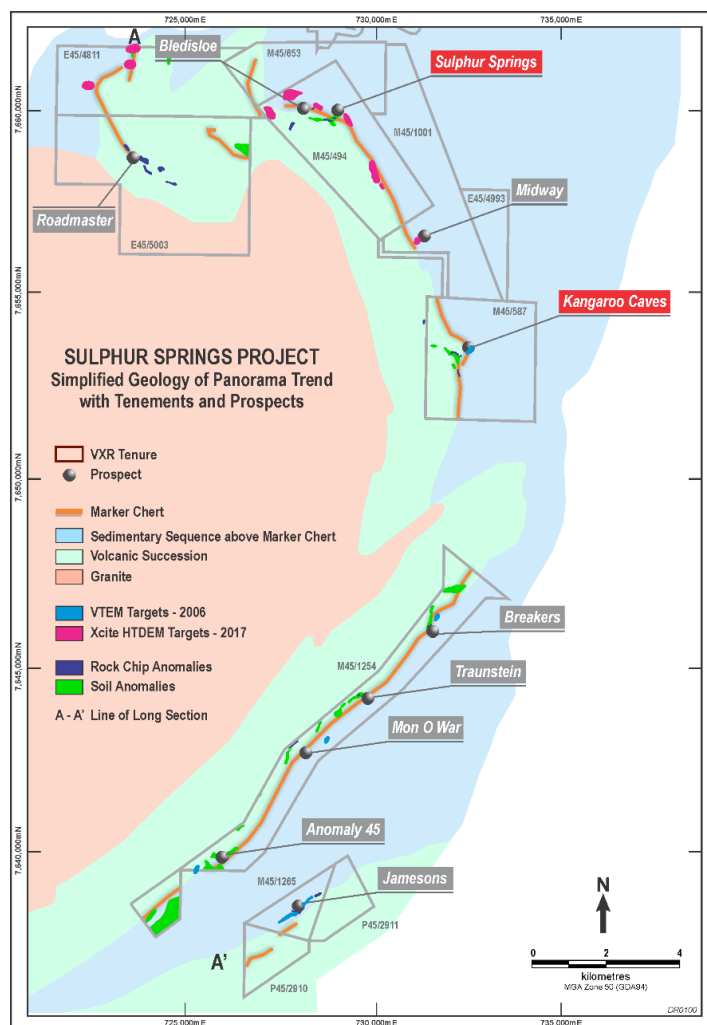 725,000mE
730,000mE
735,000mE
A
Bledisloe
E45/4811
M45/653
Sulphur Springs
7,660,000mN
M45/1001
M45/494
E45/4993
Midway
Roadmaster
E45/5003
7,655,000mN
M45/587
Kangaroo Caves
SULPHUR SPRINGS PROJECT
Simplified Geology of Panorama Trend
with Tenements and Prospects
VXR Tenure
Prospect
7,650,000mN
Marker Chert
Sedimentary Sequence above Marker Chert
Volcanic Succession
Granite
VTEM Targets - 2006
Xcite HTDEM Targets - 2017
Rock Chip Anomalies
Soil Anomalies
A - A' Line of Long Section
Breakers
7,645,000mN
M45/1254
Traunstein
Mon O War
Anomaly 45
7,640,000mN
M45/1265
Jamesons
P45/2911
A'
P45/2910
N
0 2 4
kilometres
MGA Zone 50 (GDA94)
725,000mE
730,000mE
735,000mE
DR0100